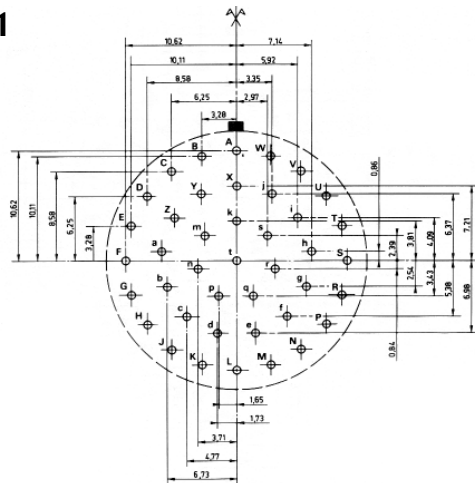 1
10,62 7,14
10,11 5,92
8,58 3,35
6,25 2,97
3,28
A
B W
C V
0,86
X
D Y j U
Z i T
E k
m s
a h
F t S
n r
b g
G p q R
c f
H d e P
J N
K L M
10,62
10,11
8,58
6,25
3,28
2,39
2,54
3,81
3,43
4,09
5,38
6,37
6,98
7,21
0,84
1,65
1,73
3,71
4,77
6,73